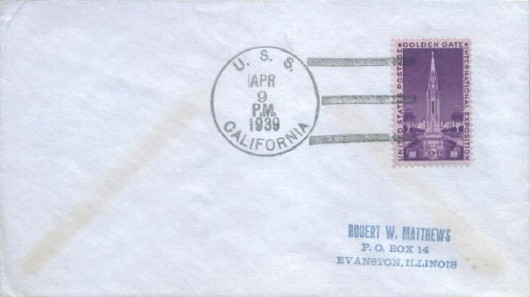 U. S. S.
APR
9
P.M.
1939
CALIFORNIA
GOLDEN GATE
INTERNATIONAL EXPOSITION
UNITED STATES POSTAGE
ROBERT W. MATTHEWS
P. O. BOX 14
EVANSTON, ILLINOIS